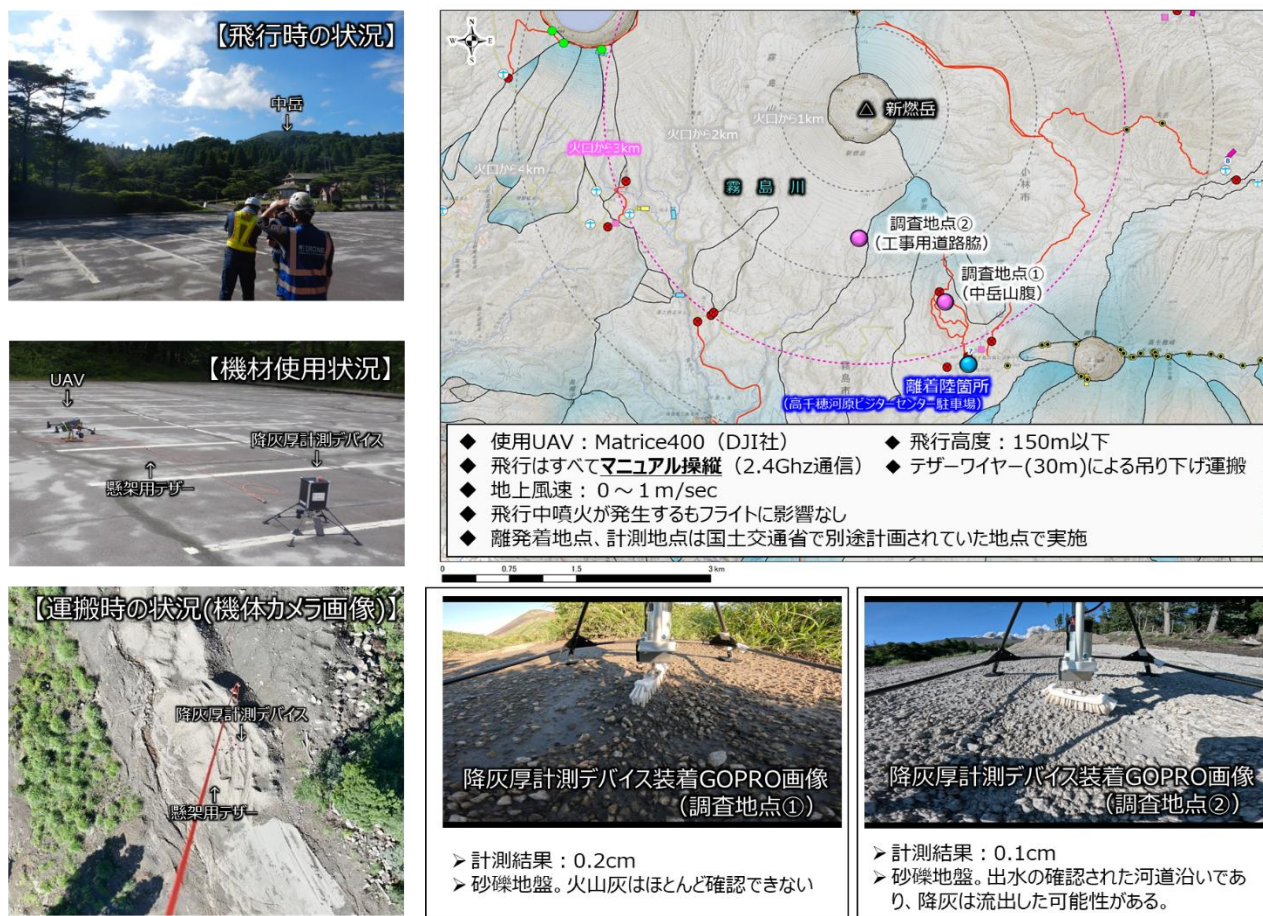 【飛行時の状況】
中岳
【機材使用状況】
UAV
降灰厚計測デバイス
懸架用テザー
【運搬時の状況(機体カメラ画像)】
降灰厚計測デバイス
懸架用テザー
N
W
E
S
新燃岳
火口から1km
火口から2km
火口から3km
火口から4km
霧島川
霧島山
新燃岳
小林市
霧島市
調査地点②
(工事用道路脇)
調査地点①
(中岳山腹)
離着陸箇所
(高千穂河原ビジターセンター駐車場)
◆ 使用UAV:Matrice400(DJI社)
◆ 飛行高度:150m以下
◆ 飛行はすべてマニュアル操縦(2.4Ghz通信)
◆ テザーワイヤー(30m)による吊り下げ運搬
◆ 地上風速:0~1m/sec
◆ 飛行中噴火が発生するもフライトに影響なし
◆ 離発着地点、計測地点は国土交通省で別途計画されていた地点で実施
0 0.75 1.5 3 km
降灰厚計測デバイス装着GOPRO画像
(調査地点①)
➢計測結果:0.2cm
➢砂礫地盤。火山灰はほとんど確認できない
降灰厚計測デバイス装着GOPRO画像
(調査地点②)
➢計測結果:0.1cm
➢砂礫地盤。出水の確認された河道沿いであ
り、降灰は流出した可能性がある。